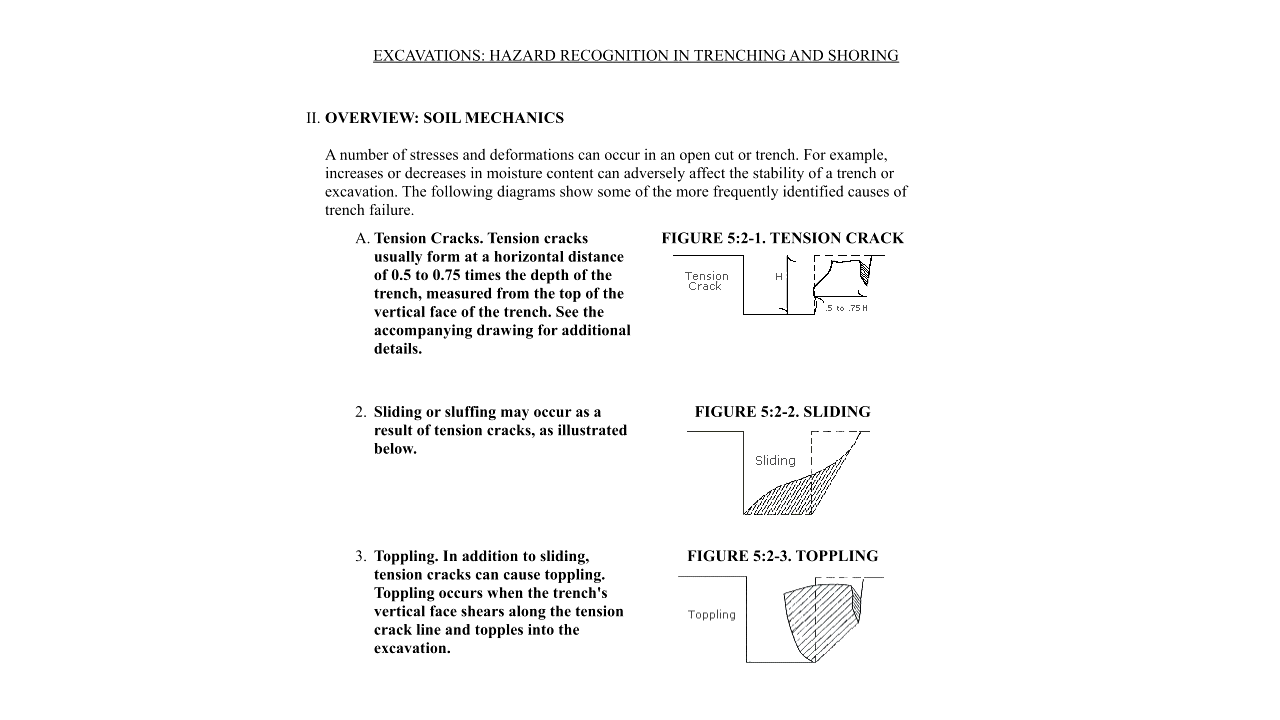 EXCAVATIONS: HAZARD RECOGNITION IN TRENCHING AND SHORING
II. OVERVIEW: SOIL MECHANICS
A number of stresses and deformations can occur in an open cut or trench. For example,
increases or decreases in moisture content can adversely affect the stability of a trench or
excavation. The following diagrams show some of the more frequently identified causes of
trench failure.
A. Tension Cracks. Tension cracks
usually form at a horizontal distance
of 0.5 to 0.75 times the depth of the
trench, measured from the top of the
vertical face of the trench. See the
accompanying drawing for additional
details.
FIGURE 5:2-1. TENSION CRACK
Tension
Crack
H
.5 to .75H
2. Sliding or sluffing may occur as a
result of tension cracks, as illustrated
below.
FIGURE 5:2-2. SLIDING
Sliding
3. Toppling. In addition to sliding,
tension cracks can cause toppling.
Toppling occurs when the trench's
vertical face shears along the tension
crack line and topples into the
excavation.
FIGURE 5:2-3. TOPPLING
Toppling